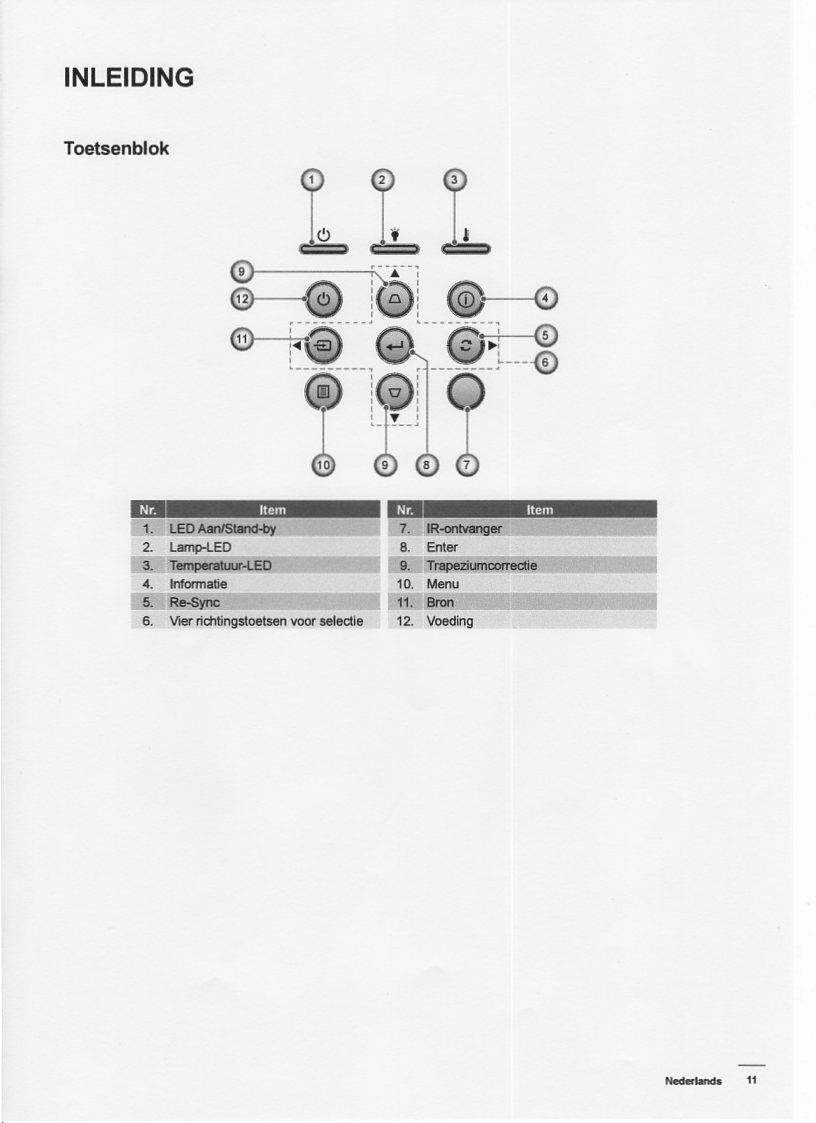 INLEIDING
Toetsenblok
1 2 3
9
12 4
11 5
6
10 9 8 7
Nr. Item Nr. Item
1. LED Aan/Stand-by 7. IR-ontvanger
2. Lamp-LED 8. Enter
3. Temperatuur-LED 9. Trapeziumcorrectie
4. Informatie 10. Menu
5. Re-Sync 11. Bron
6. Vier richtingstoetsen voor selectie 12. Voeding
Nederlands 11